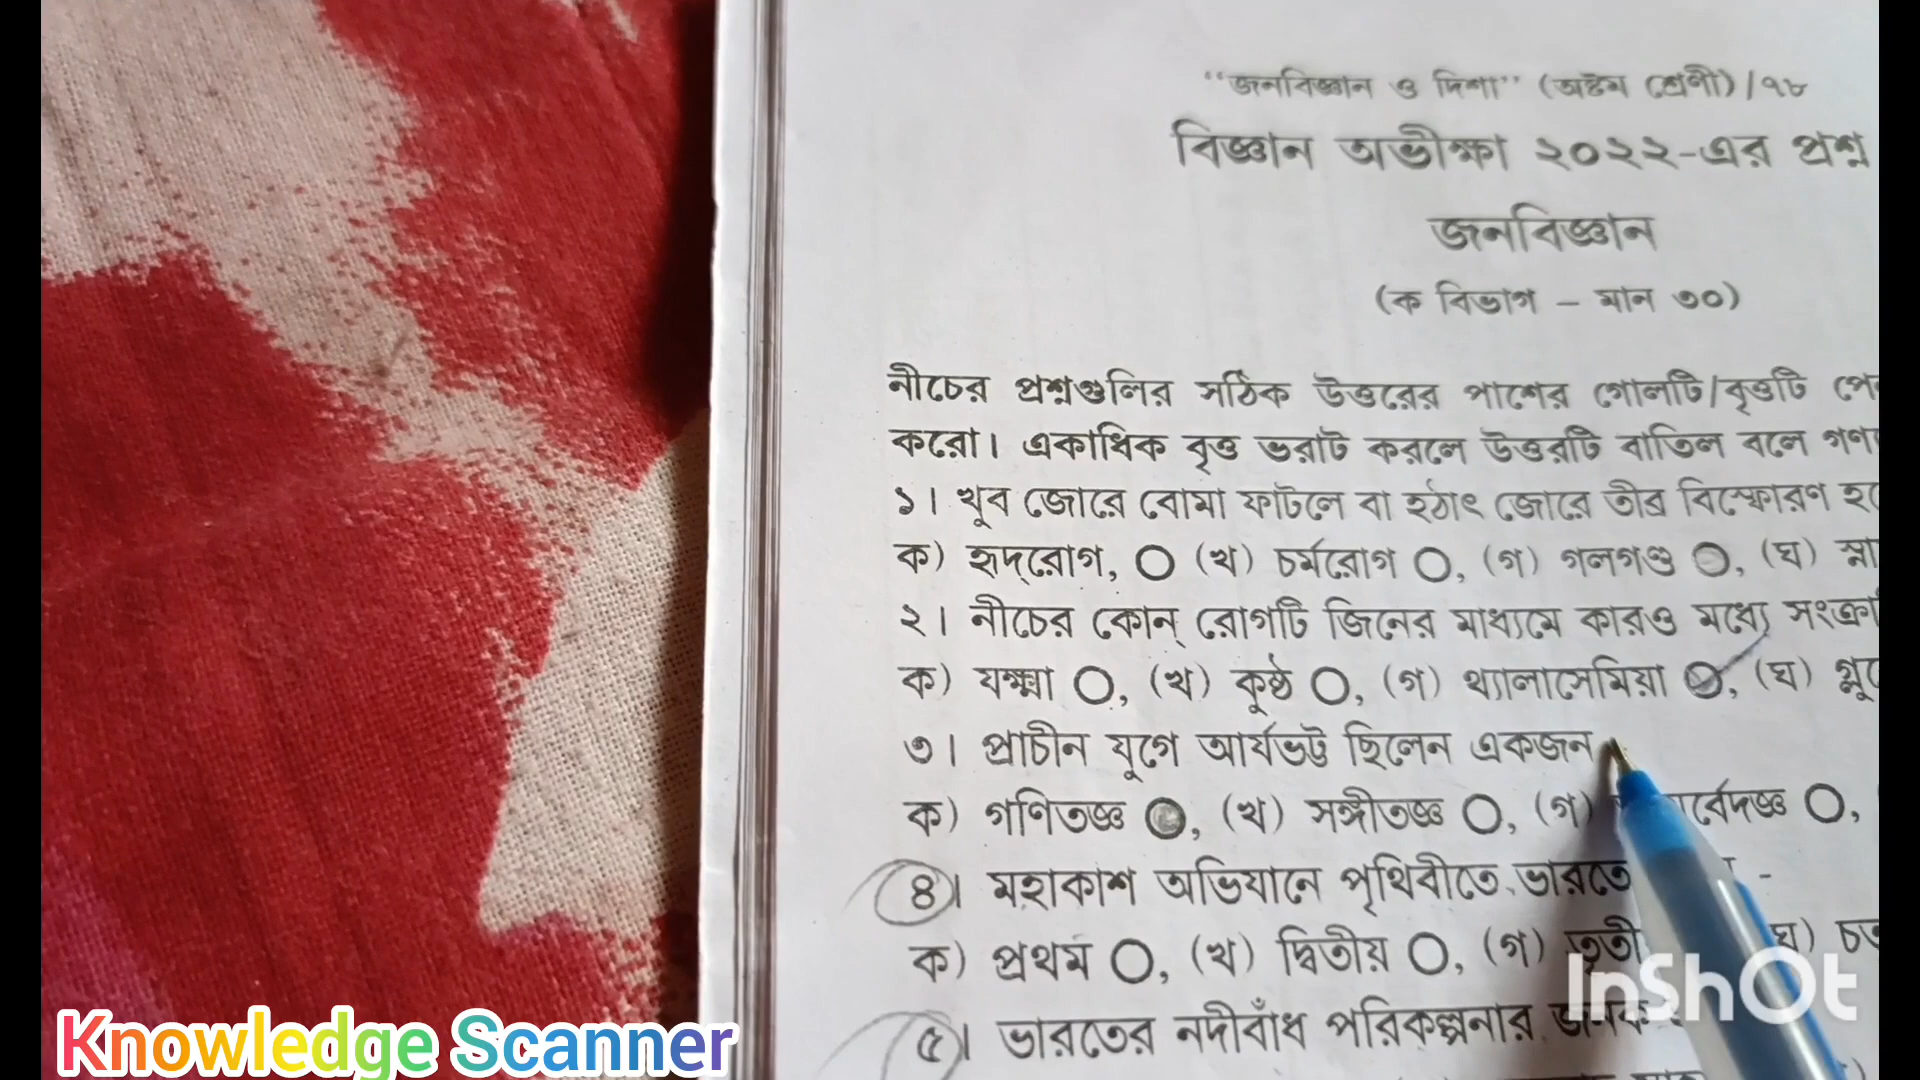 “জনবিজ্ঞান ও দিশা” (অষ্টম শ্রেণী)/৭৮
বিজ্ঞান অভীক্ষা ২০২২-এর প্রশ্ন
জনবিজ্ঞান
(ক বিভাগ – মান ৩০)
নীচের প্রশ্নগুলির সঠিক উত্তরের পাশের গোলটি/বৃত্তটি
করো। একাধিক বৃত্ত ভরাট করলে উত্তরটি বাতিল বলে
১। খুব জোরে বোমা ফাটলে বা হঠাৎ জোরে তীব্র বিস্ফোরণ
ক) হৃদ্‌রোগ, ○ (খ) চর্মরোগ ○, (গ) গলগণ্ড ○, (ঘ)
২। নীচের কোন্ রোগটি জিনের মাধ্যমে কারও মধ্যে
ক) যক্ষ্মা ○, (খ) কুষ্ঠ ○, (গ) থ্যালাসেমিয়া ○, (ঘ)
৩। প্রাচীন যুগে আর্যভট্ট ছিলেন একজন
ক) গণিতজ্ঞ ●, (খ) সঙ্গীতজ্ঞ ○, (গ) ○,
৪। মহাকাশ অভিযানে পৃথিবীতে -
ক) প্রথম ○, (খ) দ্বিতীয় ○, (গ) ঘ)
৫। ভারতের নদীবাঁধ পরিকল্পনার
InShOt
Knowledge Scanner